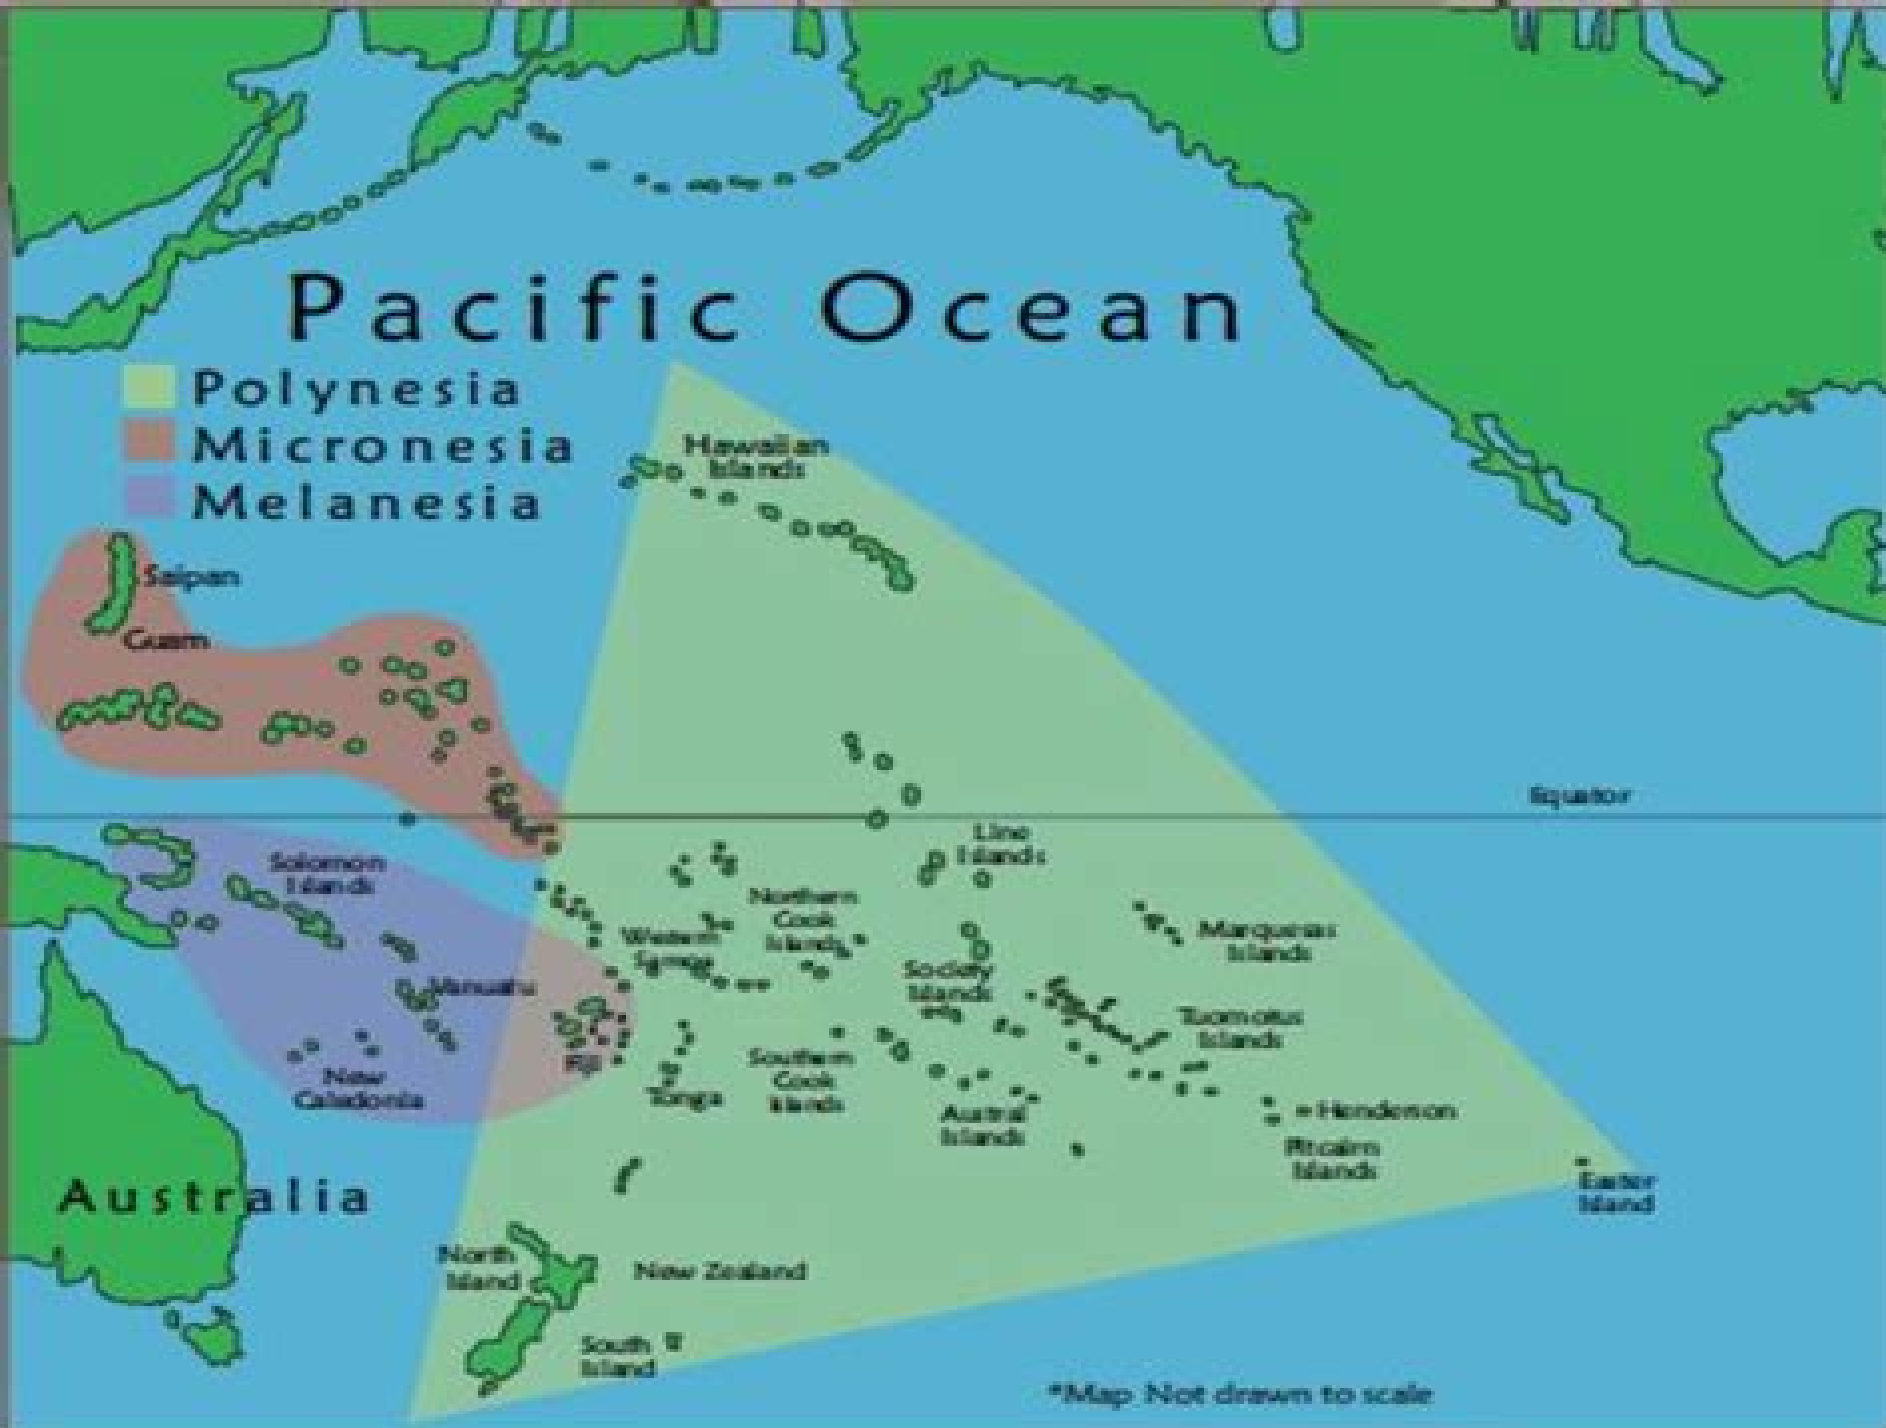 Pacific Ocean
Polynesia
Micronesia
Melanesia
Hawaiian
Islands
Saipan
Guam
Equator
Line
Islands
Solomon
Islands
Northern
Cook
Islands
Western
Samoa
Marquesas
Islands
Society
Islands
Vanuatu
Tuomotus
Islands
Fiji
Southern
Cook
Islands
New
Caledonia
Tonga
Austral
Islands
Henderson
Pitcairn
Islands
Easter
Island
Australia
North
Island
New Zealand
South
Island
*Map Not drawn to scale